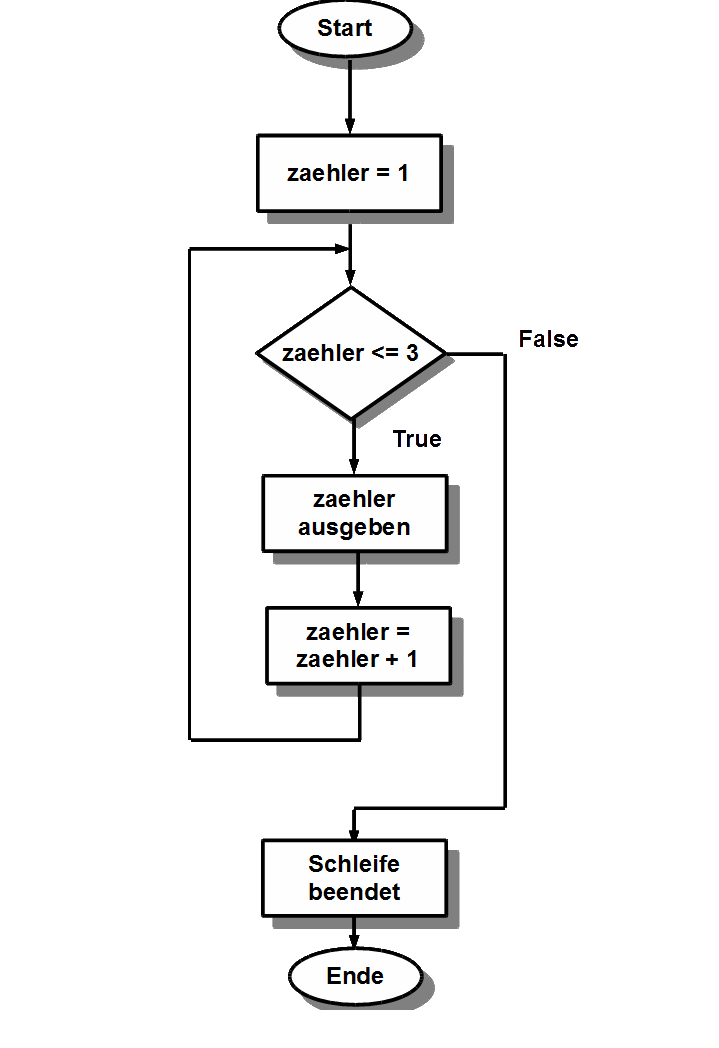 Start
zaehler = 1
zaehler <= 3
False
True
zaehler
ausgeben
zaehler =
zaehler + 1
Schleife
beendet
Ende